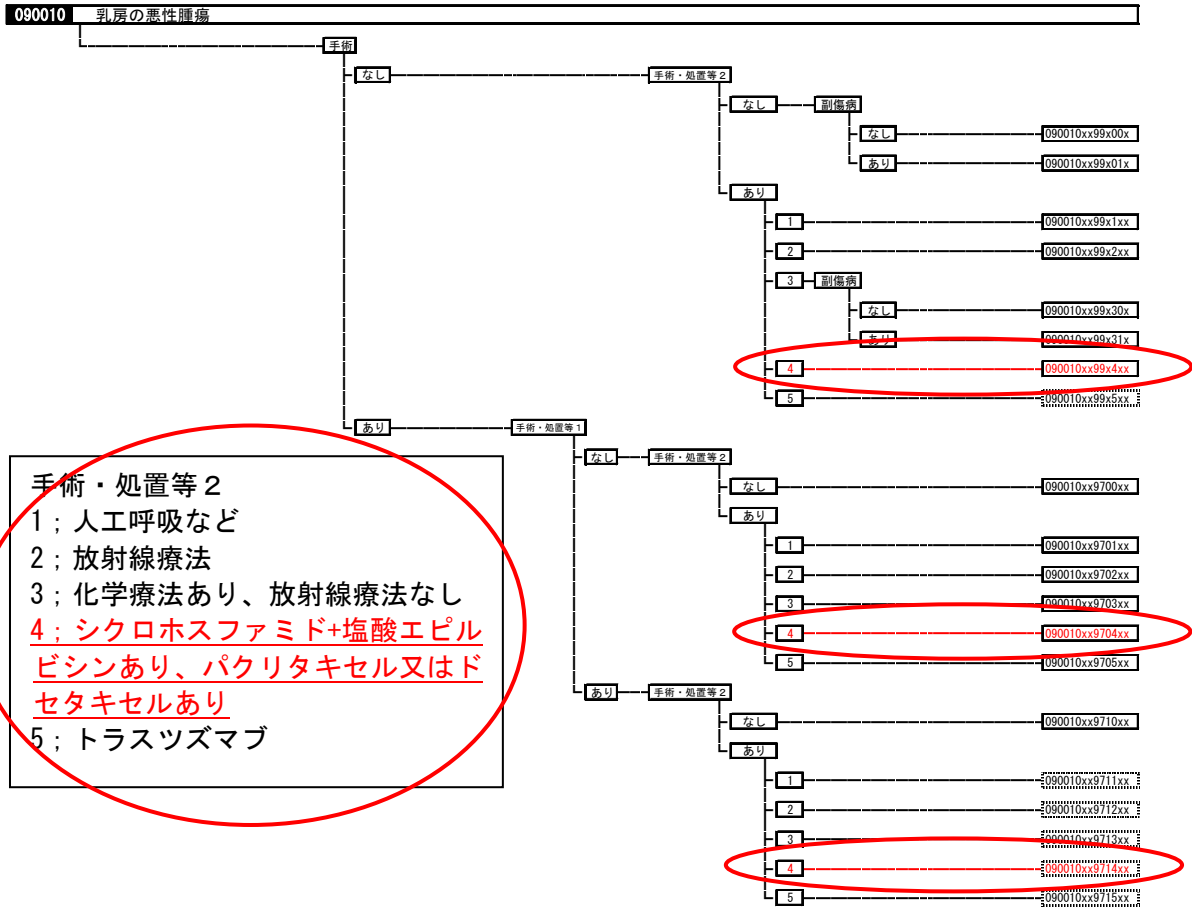 090010 乳房の悪性腫瘍
手術
なし 手術・処置等2
なし 副傷病
なし 090010xx99x00x
あり 090010xx99x01x
あり
1 090010xx99x1xx
2 090010xx99x2xx
3 副傷病
なし 090010xx99x30x
あり 090010xx99x31x
4 090010xx99x4xx
5 090010xx99x5xx
あり 手術・処置等1
なし 手術・処置等2
なし 090010xx9700xx
あり
1 090010xx9701xx
2 090010xx9702xx
3 090010xx9703xx
4 090010xx9704xx
5 090010xx9705xx
あり 手術・処置等2
なし 090010xx9710xx
あり
1 090010xx9711xx
2 090010xx9712xx
3 090010xx9713xx
4 090010xx9714xx
5 090010xx9715xx
手術・処置等2
1;人工呼吸など
2;放射線療法
3;化学療法あり、放射線療法なし
4;シクロホスファミド+塩酸エピル
ビシンあり、パクリタキセル又はド
セタキセルあり
5;トラスツズマブ